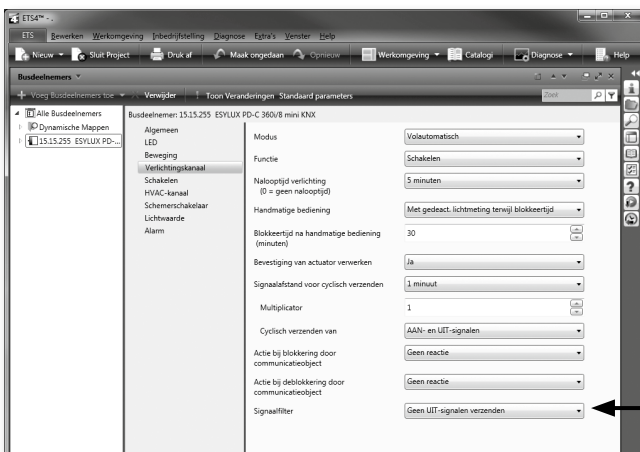 ETS4™ - .
ETS Bewerken Werkomgeving Inbedrijfstelling Diagnose Extra's Venster Help
Nieuw Sluit Project Druk af Maak ongedaan Opnieuw Werkomgeving Catalogi Diagnose Help
Busdeelnemers
Voeg Busdeelnemers toe Verwijder Toon Veranderingen Standaard parameters Zoek
Alle Busdeelnemers
Dynamische Mappen
15.15.255 ESYLUX PD-...
Busdeelnemer: 15.15.255 ESYLUX PD-C 360i/8 mini KNX
Algemeen
LED
Beweging
Verlichtingskanaal
Schakelen
HVAC-kanaal
Schemerschakelaar
Lichtwaarde
Alarm
Modus Volautomatisch
Functie Schakelen
Nalooptijd verlichting 5 minuten
(0 = geen nalooptijd)
Handmatige bediening Met gedeact. lichtmeting terwijl blokkeertijd
Blokkeertijd na handmatige bediening 30
(minuten)
Bevestiging van actuator verwerken Ja
Signaalafstand voor cyclisch verzenden 1 minuut
Multiplicator 1
Cyclisch verzenden van AAN- en UIT-signalen
Actie bij blokkering door Geen reactie
communicatieobject
Actie bij deblokkering door Geen reactie
communicatieobject
Signaalfilter Geen UIT-signalen verzenden